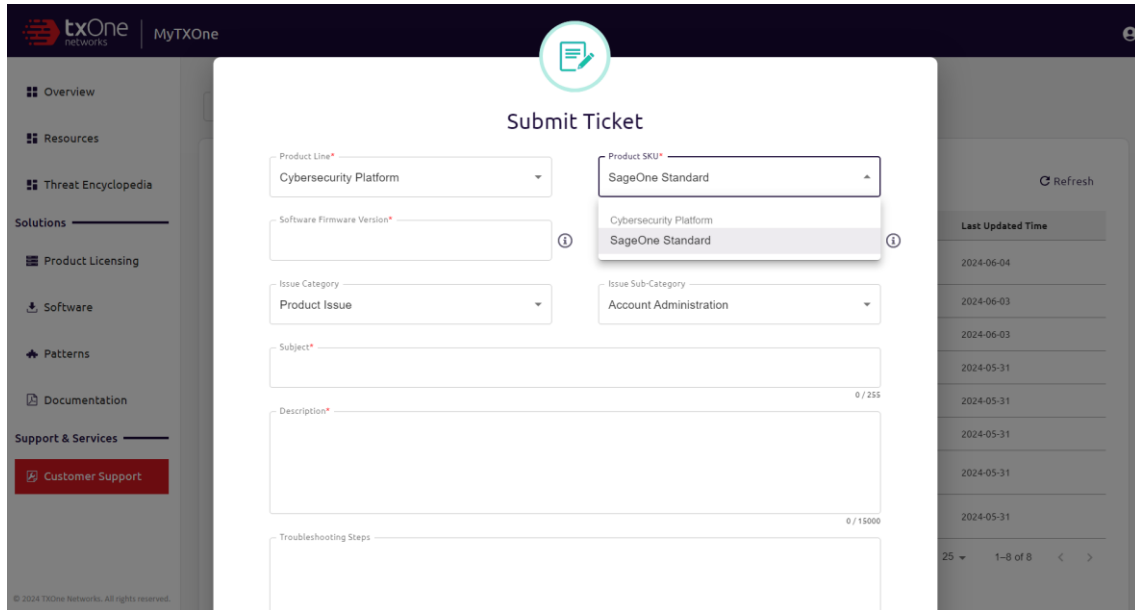 txOne
networks
MyTXOne
Overview
Resources
Threat Encyclopedia
Solutions
Product Licensing
Software
Patterns
Documentation
Support & Services
Customer Support
© 2024 TXOne Networks. All rights reserved.
Submit Ticket
Product Line*
Cybersecurity Platform
Product SKU*
SageOne Standard
Cybersecurity Platform
SageOne Standard
Software Firmware Version*
Issue Category
Product Issue
Issue Sub-Category
Account Administration
Subject*
0 / 255
Description*
0 / 15000
Troubleshooting Steps
Refresh
Last Updated Time
2024-06-04
2024-06-03
2024-06-03
2024-05-31
2024-05-31
2024-05-31
2024-05-31
2024-05-31
25
1–8 of 8